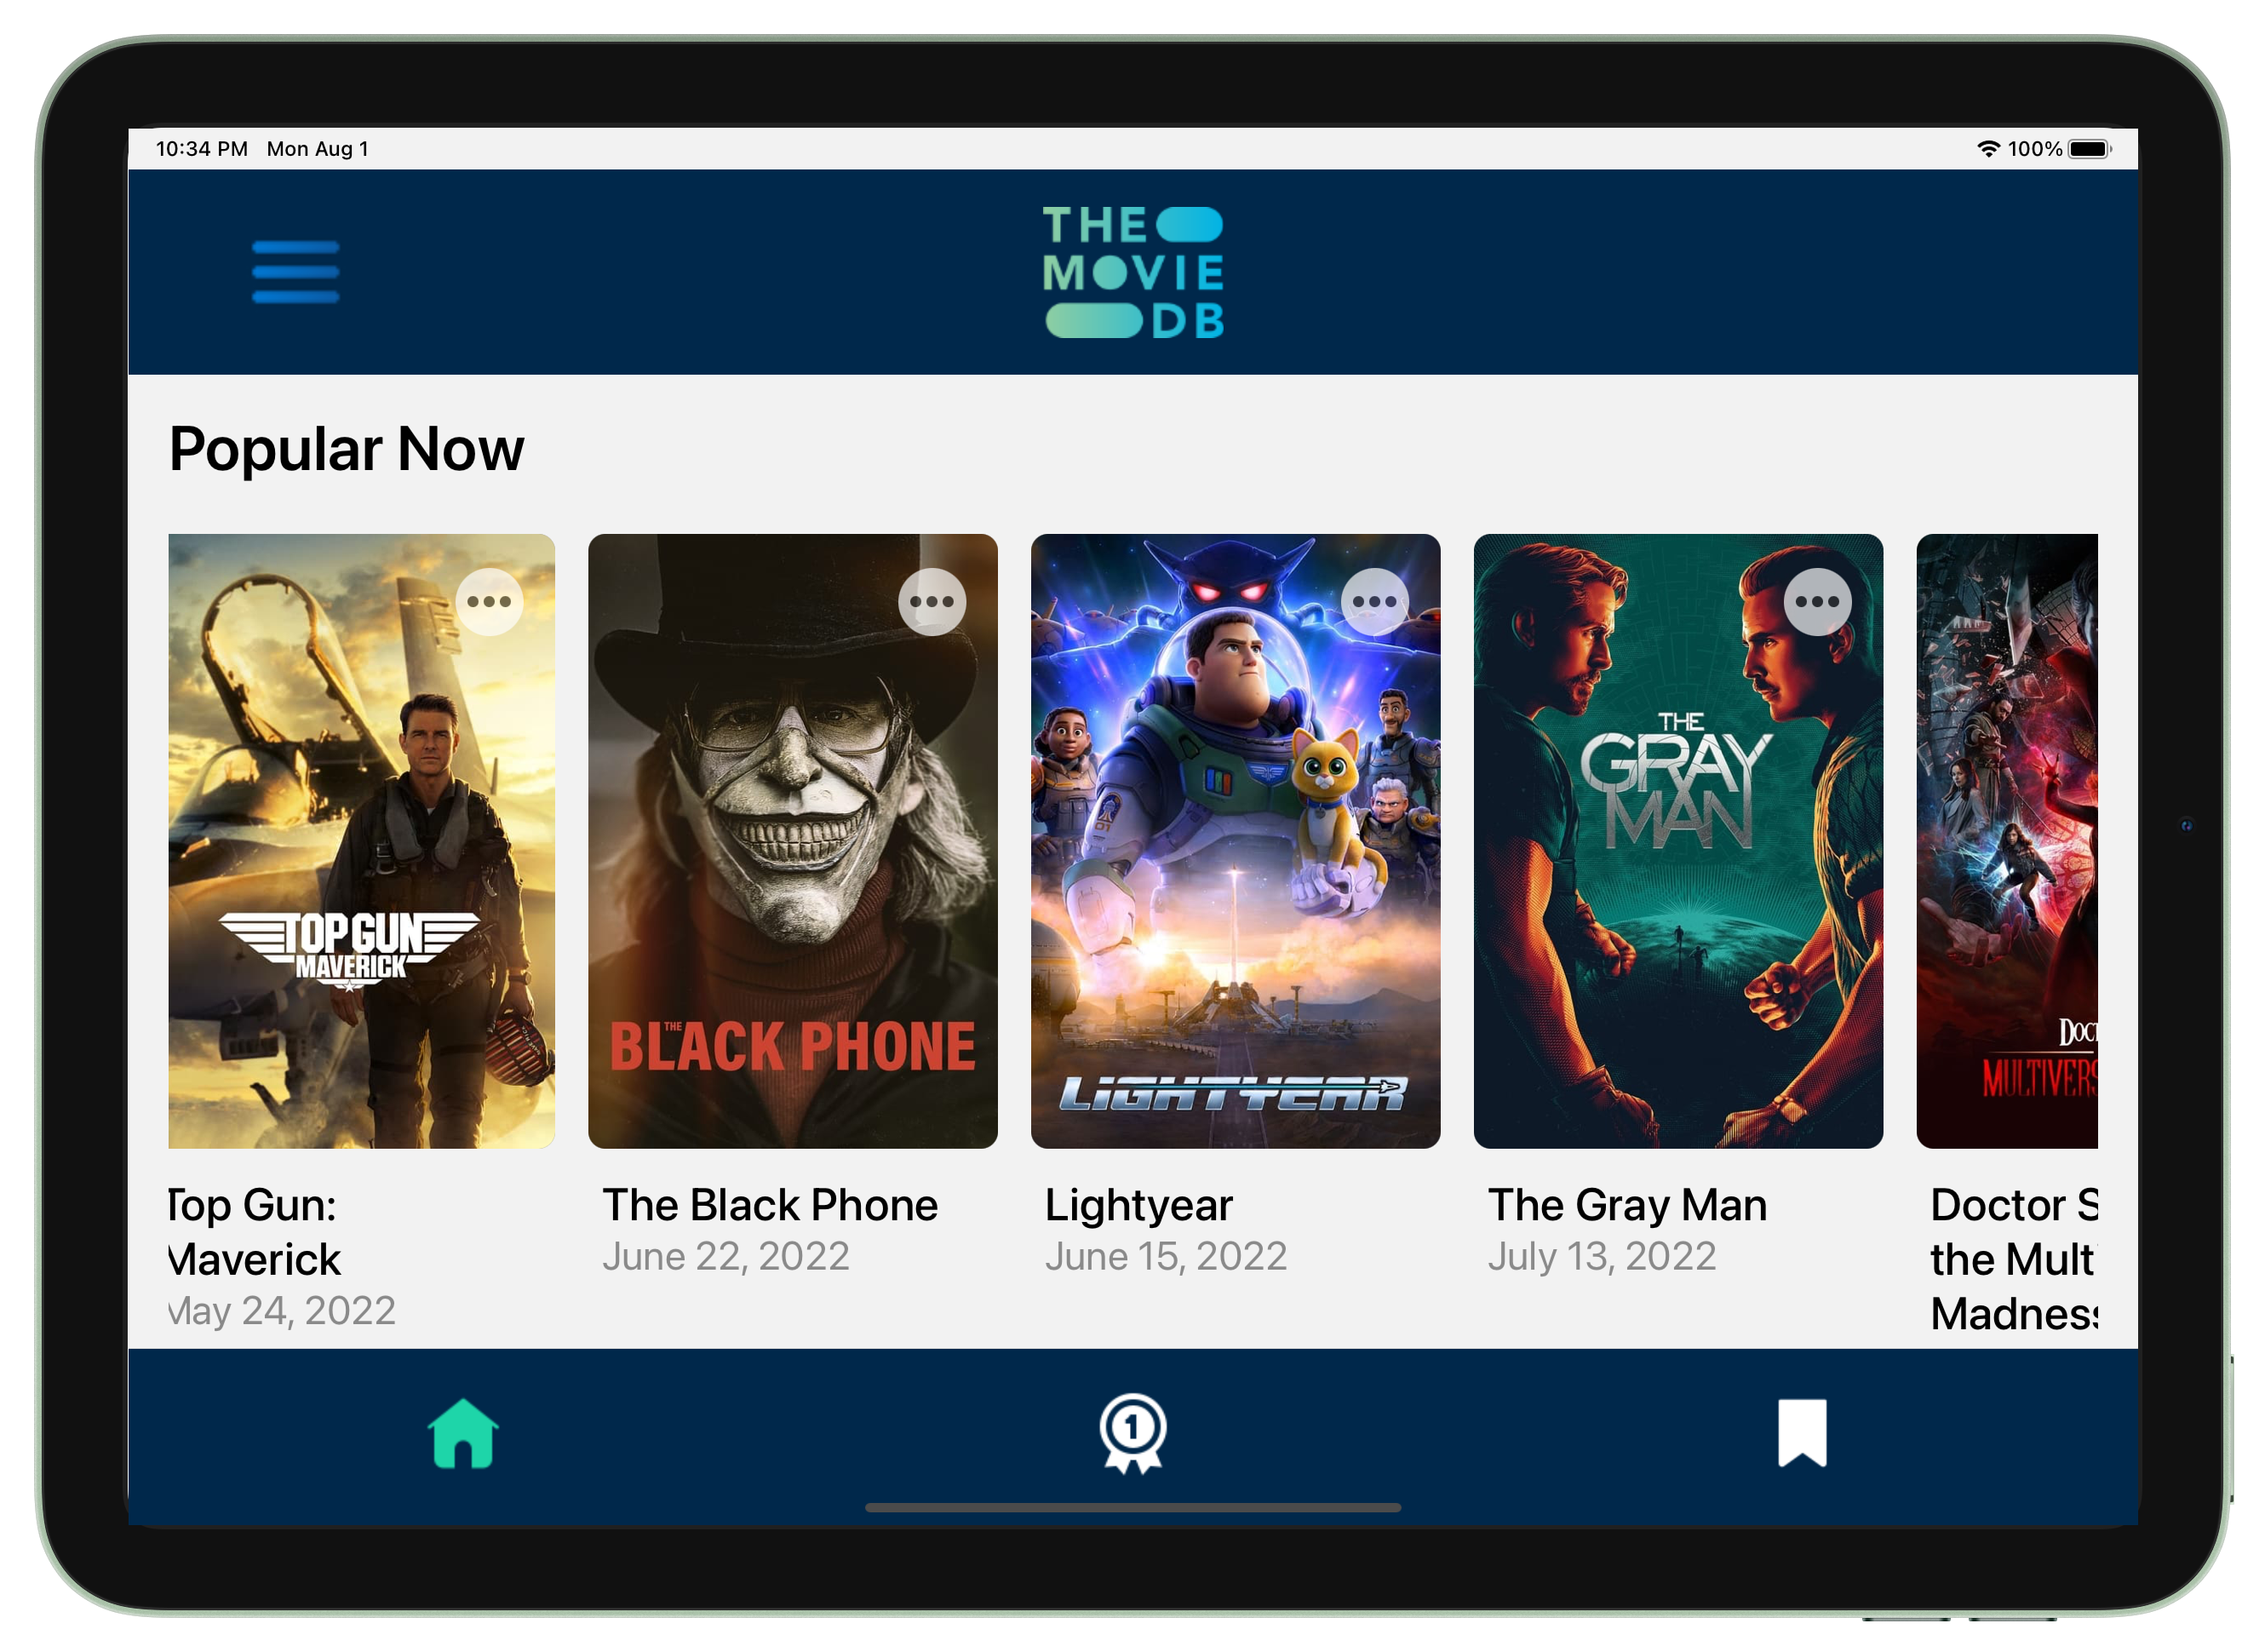 10:34 PM Mon Aug 1
100%
THE
MOVIE
DB
Popular Now
TOP GUN
MAVERICK
THE
BLACK PHONE
01
LIGHTYEAR
THE
GRAY
MAN
DOCT
MULTIVERS
Top Gun:
Maverick
May 24, 2022
The Black Phone
June 22, 2022
Lightyear
June 15, 2022
The Gray Man
July 13, 2022
Doctor S
the Mult
Madness
1